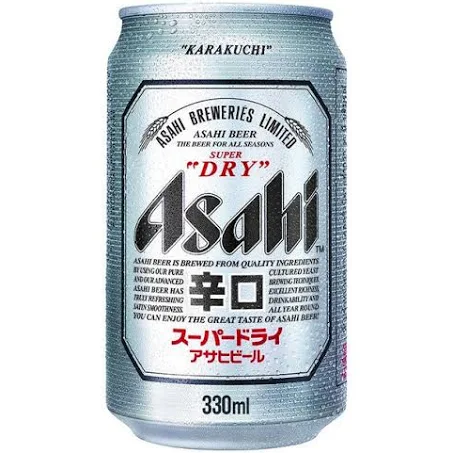 "KARAKUCHI"
ASAHI BREWERIES LIMITED
ASAHI BEER
THE BEER FOR ALL SEASONS
SUPER
"DRY"
Asahi
TM
ASAHI BEER IS BREWED FROM QUALITY INGREDIENTS
BY USING OUR PURE CULTURED YEAST
AND OUR ADVANCED BREWING TECHNIQUES,
ASAHI BEER HAS EXCELLENT RICHNESS,
TRULY REFRESHING DRINKABILITY AND
SATIN SMOOTHNESS. ALL YEAR ROUND
辛口
YOU CAN ENJOY THE GREAT TASTE OF ASAHI BEER!
スーパードライ
アサヒビール
330ml